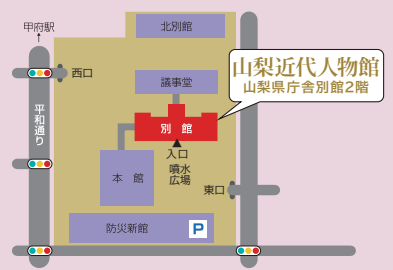 甲府駅
北別館
西口
山梨近代人物館
山梨県庁舎別館2階
議事堂
平和通り
別館
入口
噴水
広場
本館
東口
防災新館
P